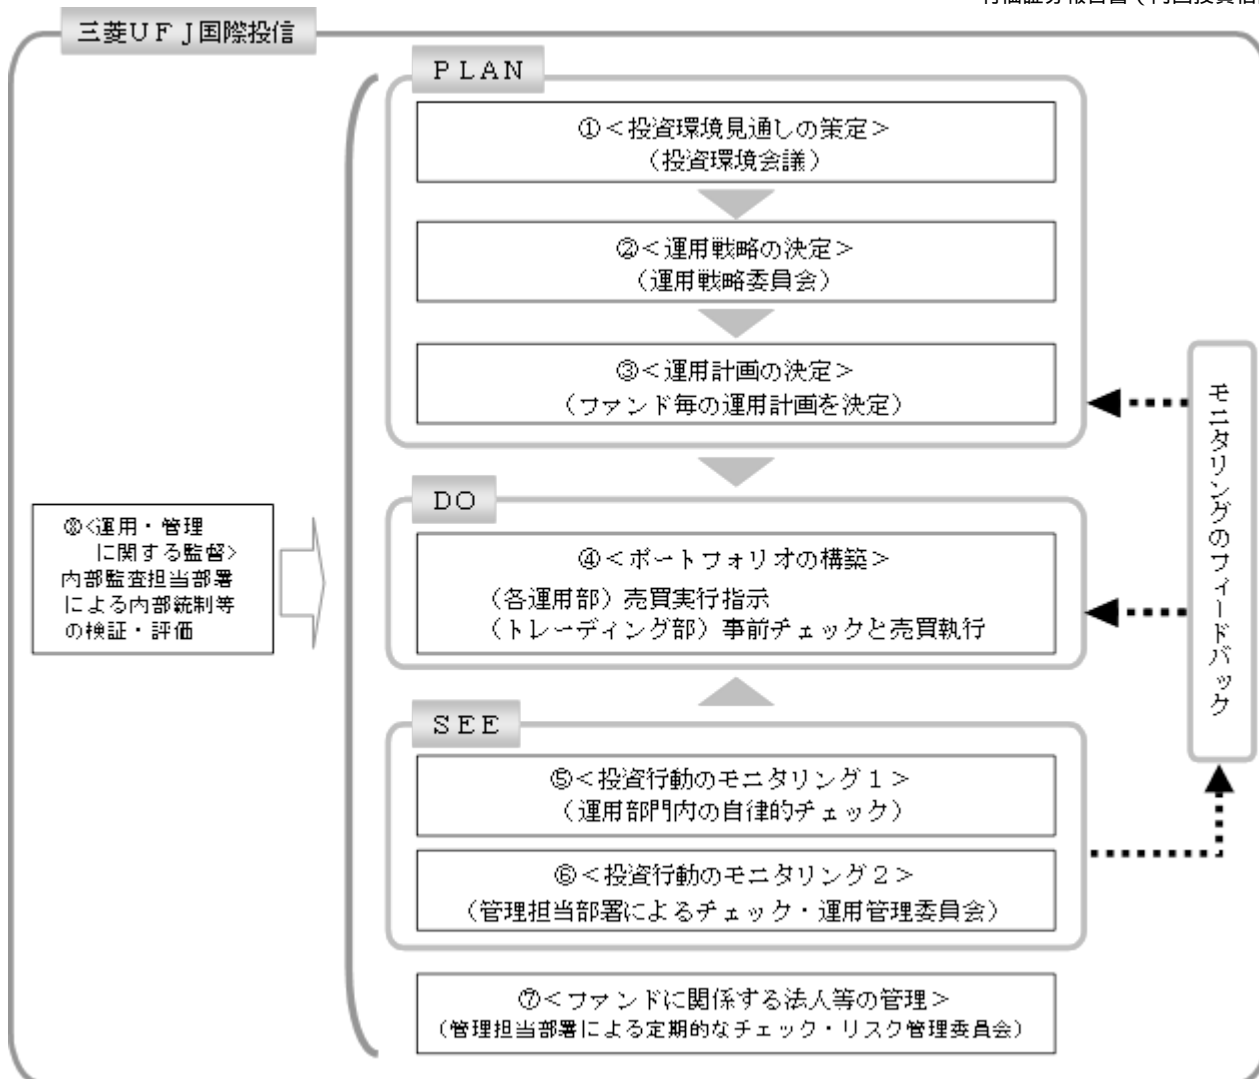 三菱ＵＦＪ国際投信
ＰＬＡＮ
①＜投資環境見通しの策定＞
（投資環境会議）
②＜運用戦略の決定＞
（運用戦略委員会）
③＜運用計画の決定＞
（ファンド毎の運用計画を決定）
ＤＯ
④＜ポートフォリオの構築＞
（各運用部）売買実行指示
（トレーディング部）事前チェックと売買執行
ＳＥＥ
⑤＜投資行動のモニタリング１＞
（運用部門内の自律的チェック）
⑥＜投資行動のモニタリング２＞
（管理担当部署によるチェック・運用管理委員会）
⑦＜ファンドに関係する法人等の管理＞
（管理担当部署による定期的なチェック・リスク管理委員会）
⑧<運用・管理
に関する監督>
内部監査担当部署
による内部統制等
の検証・評価
モニタリングのフィードバック